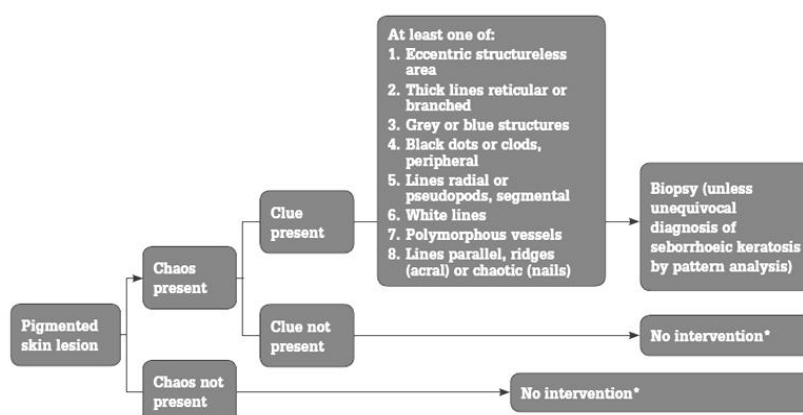 At least one of:
1. Eccentric structureless
area
2. Thick lines reticular or
branched
3. Grey or blue structures
4. Black dots or clods,
peripheral
5. Lines radial or
pseudopods, segmental
6. White lines
7. Polymorphous vessels
8. Lines parallel, ridges
(acral) or chaotic (nails)
Biopsy (unless
unequivocal
diagnosis of
seborrhoeic keratosis
by pattern analysis)
Clue
present
Chaos
present
Pigmented
skin lesion
Clue not
present
No intervention*
Chaos not
present
No intervention*